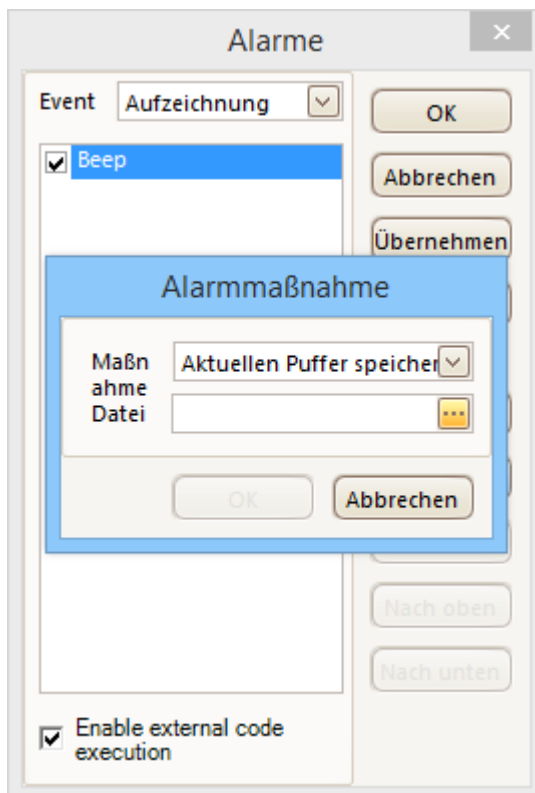 Alarme
Event Aufzeichnung
OK
Beep
Abbrechen
Übernehmen
Alarmmaßnahme
Maßn
ahme
Aktuellen Puffer speicher
Datei
OK
Abbrechen
Nach oben
Nach unten
Enable external code
execution